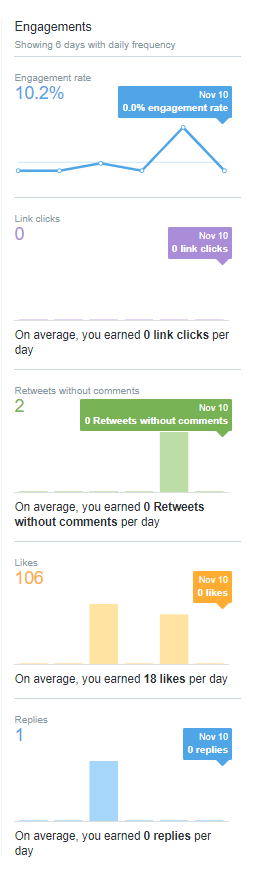 Engagements
Showing 6 days with daily frequency
Engagement rate
10.2%
Nov 10
0.0% engagement rate
Link clicks
0
Nov 10
0 link clicks
On average, you earned 0 link clicks per
day
Retweets without comments
2
Nov 10
0 Retweets without comments
On average, you earned 0 Retweets
without comments per day
Likes
106
Nov 10
0 likes
On average, you earned 18 likes per day
Replies
1
Nov 10
0 replies
On average, you earned 0 replies per
day